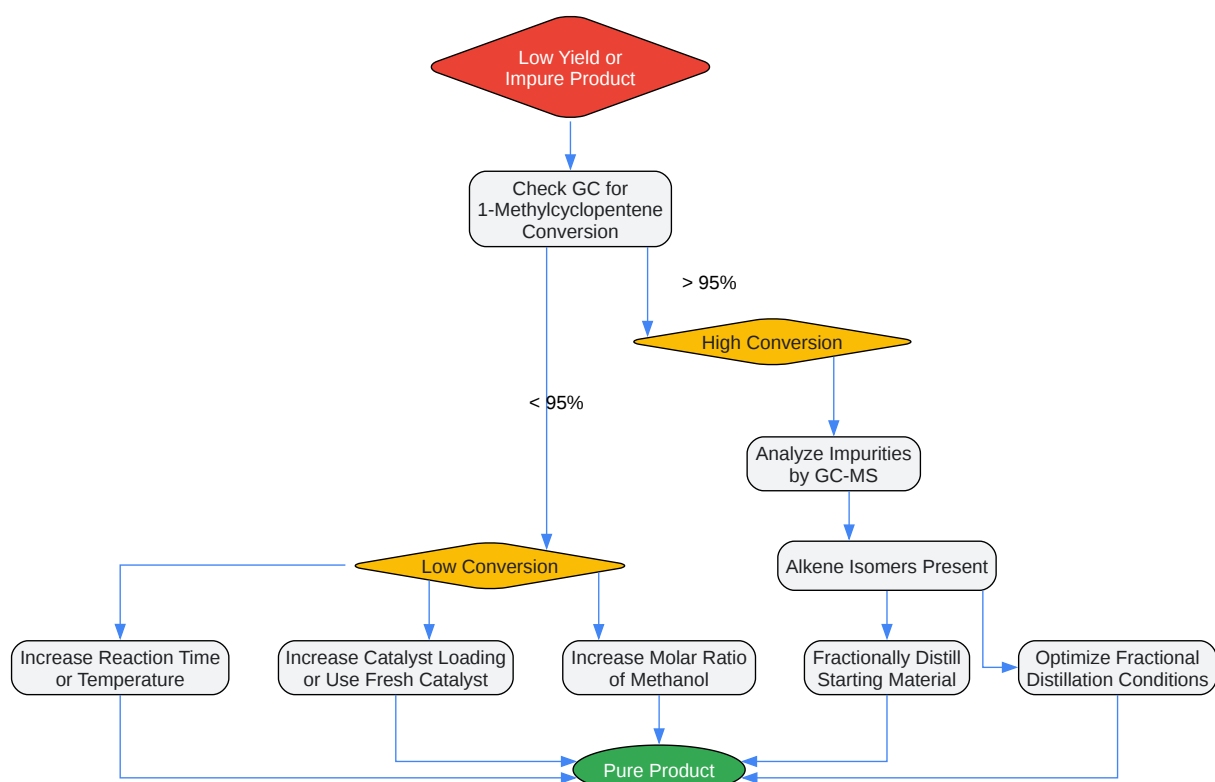 Low Yield or
Impure Product
Check GC for
1-Methylcyclopentene
Conversion
> 95%
High Conversion
< 95%
Analyze Impurities
by GC-MS
Low Conversion
Alkene Isomers Present
Increase Reaction Time
or Temperature
Increase Catalyst Loading
or Use Fresh Catalyst
Increase Molar Ratio
of Methanol
Fractionally Distill
Starting Material
Optimize Fractional
Distillation Conditions
Pure Product